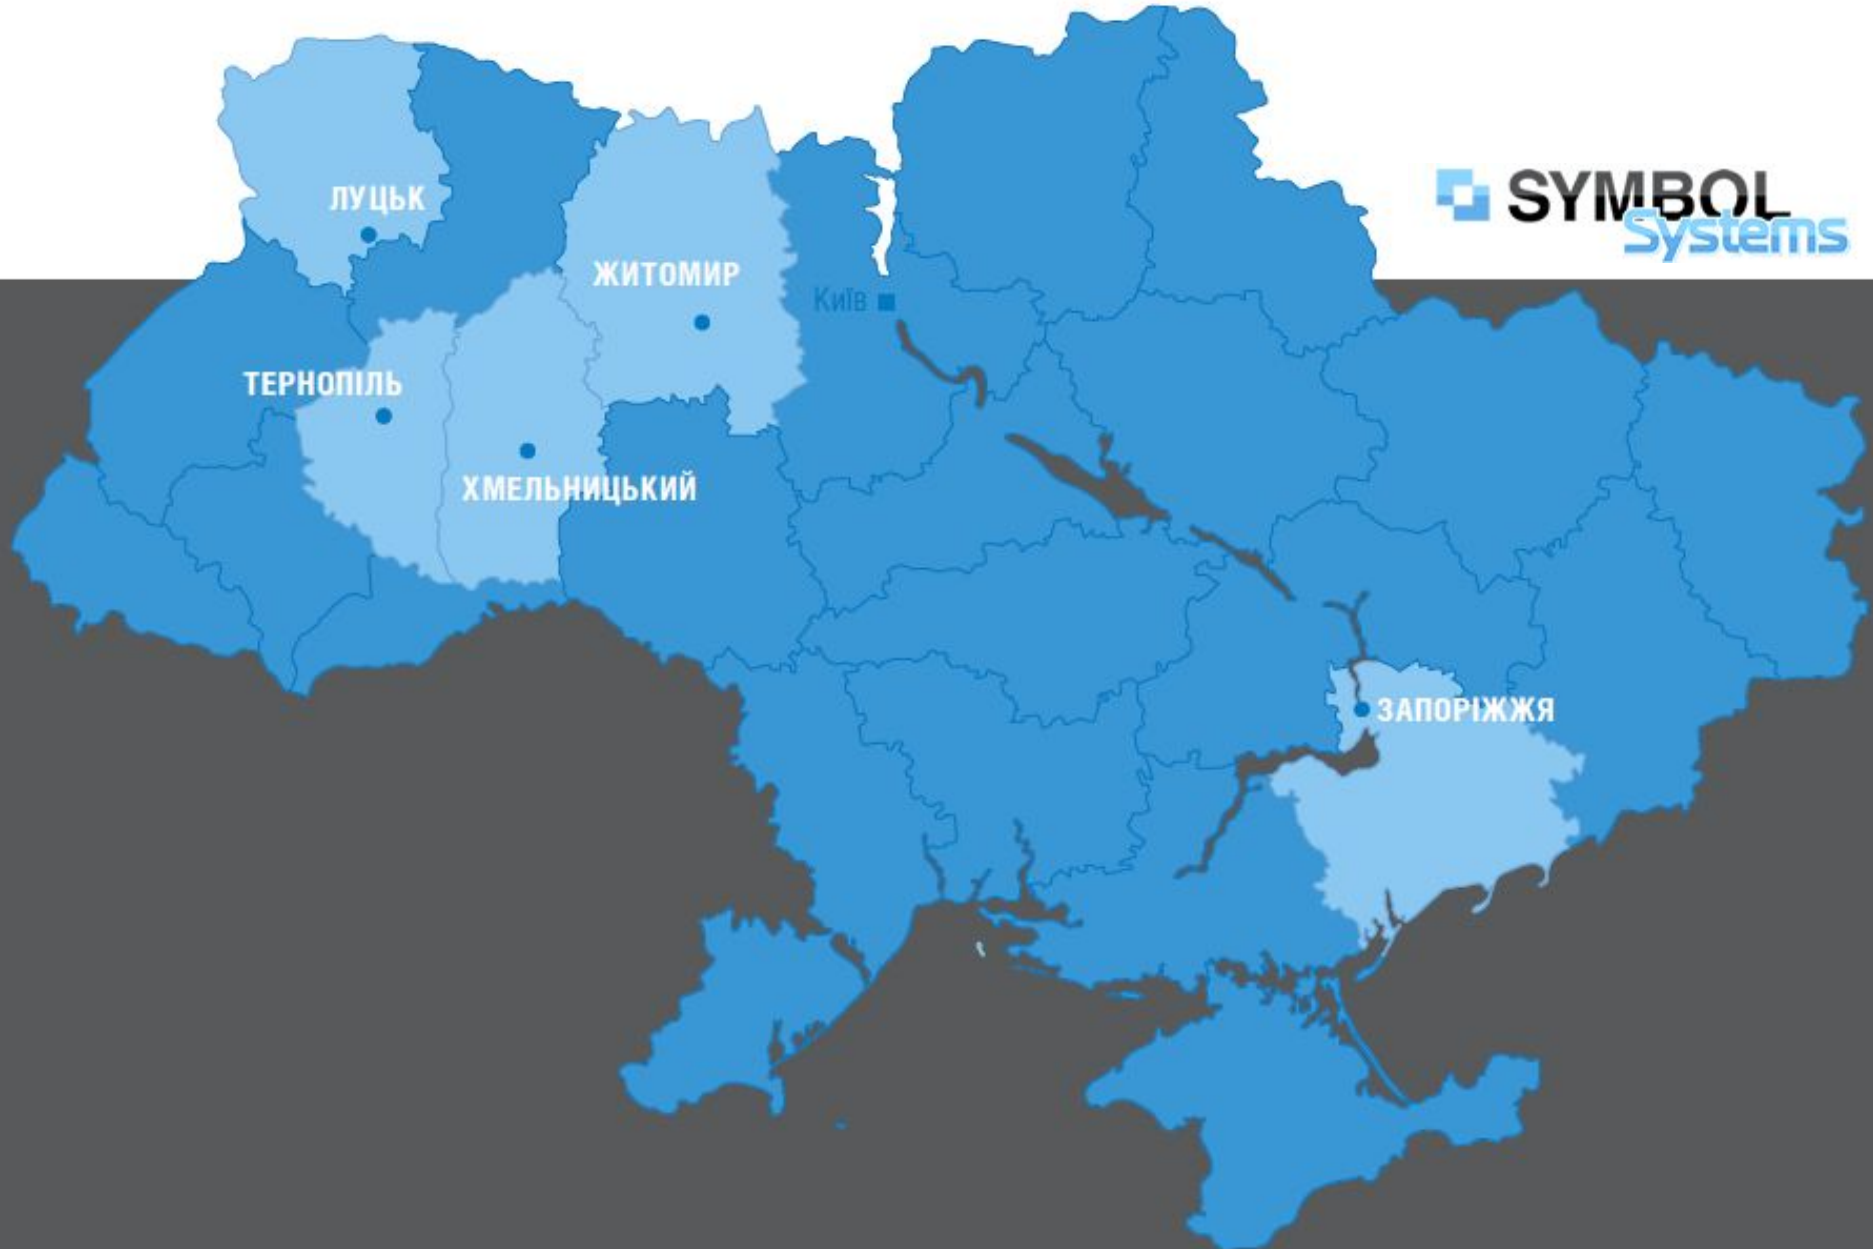 ЛУЦЬК
SYMBOL
Systems
ЖИТОМИР
Київ
ТЕРНОПІЛЬ
ХМЕЛЬНИЦЬКИЙ
ЗАПОРІЖЖЯ